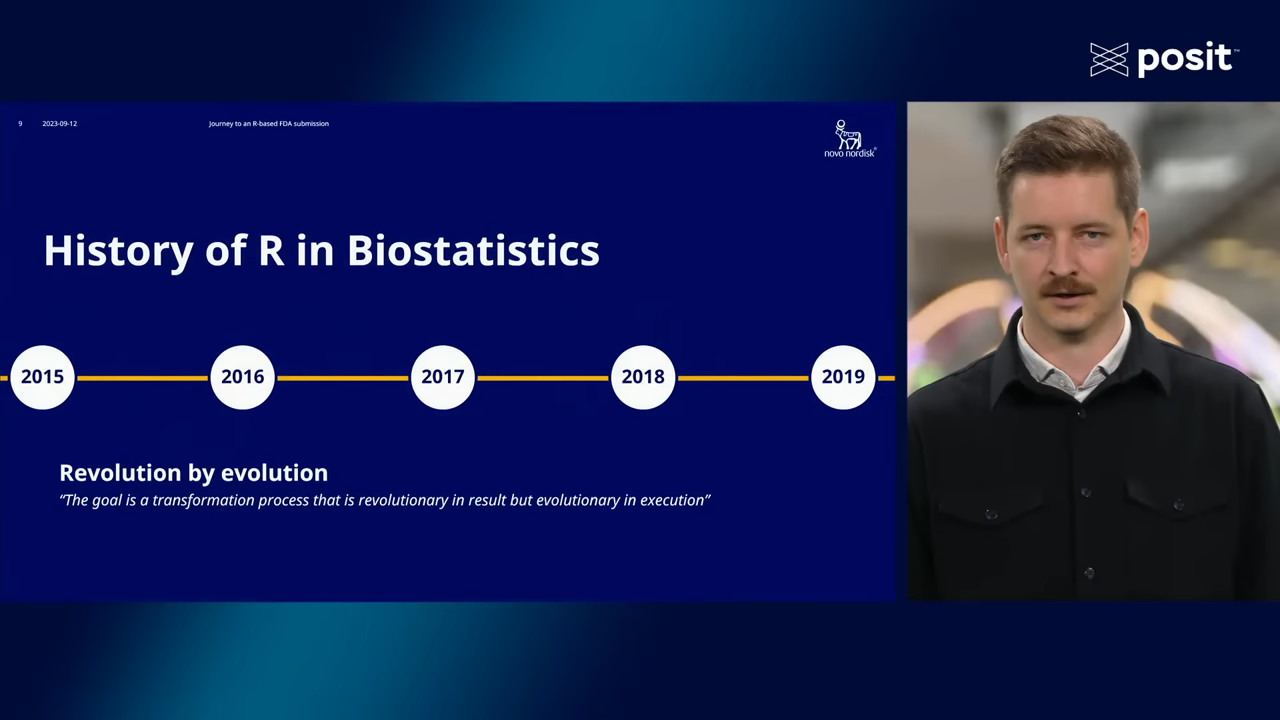 posit™
9 2023-09-12 Journey to an R-based FDA submission
novo nordisk®
History of R in Biostatistics
2015 2016 2017 2018 2019
Revolution by evolution
“The goal is a transformation process that is revolutionary in result but evolutionary in execution”